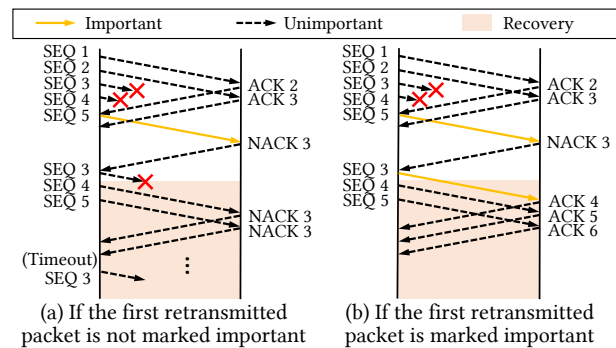 Important Unimportant Recovery
SEQ 1
SEQ 2
SEQ 3
SEQ 4
SEQ 5
ACK 2
ACK 3
NACK 3
SEQ 3
SEQ 4
SEQ 5
NACK 3
NACK 3
(Timeout)
SEQ 3
(a) If the first retransmitted
packet is not marked important
SEQ 1
SEQ 2
SEQ 3
SEQ 4
SEQ 5
ACK 2
ACK 3
NACK 3
SEQ 3
SEQ 4
SEQ 5
ACK 4
ACK 5
ACK 6
(b) If the first retransmitted
packet is marked important